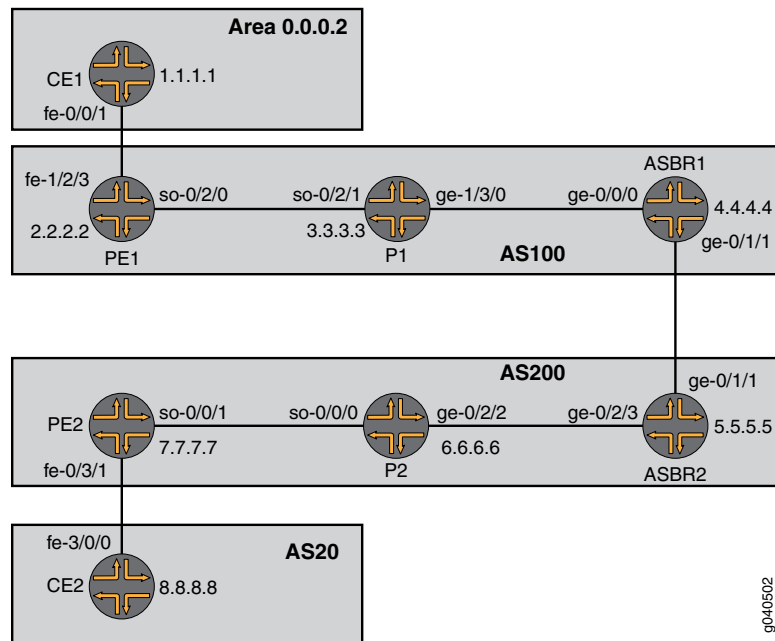 Area 0.0.0.2
CE1
1.1.1.1
fe-0/0/1
fe-1/2/3
so-0/2/0
so-0/2/1
ge-1/3/0
ge-0/0/0
ASBR1
4.4.4.4
2.2.2.2
3.3.3.3
ge-0/1/1
PE1
P1
AS100
AS200
ge-0/1/1
PE2
so-0/0/1
so-0/0/0
ge-0/2/2
ge-0/2/3
5.5.5.5
7.7.7.7
6.6.6.6
fe-0/3/1
P2
ASBR2
fe-3/0/0
AS20
CE2
8.8.8.8
g040502